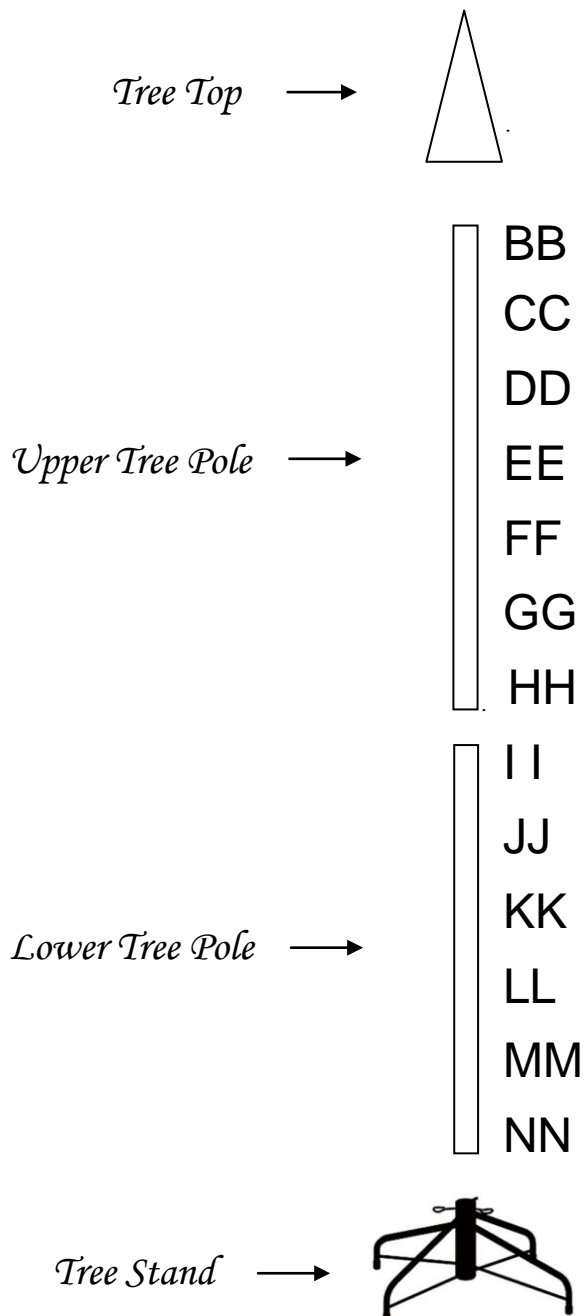 Tree Top
BB
CC
DD
Upper Tree Pole
EE
FF
GG
HH
I I
JJ
KK
Lower Tree Pole
LL
MM
NN
Tree Stand